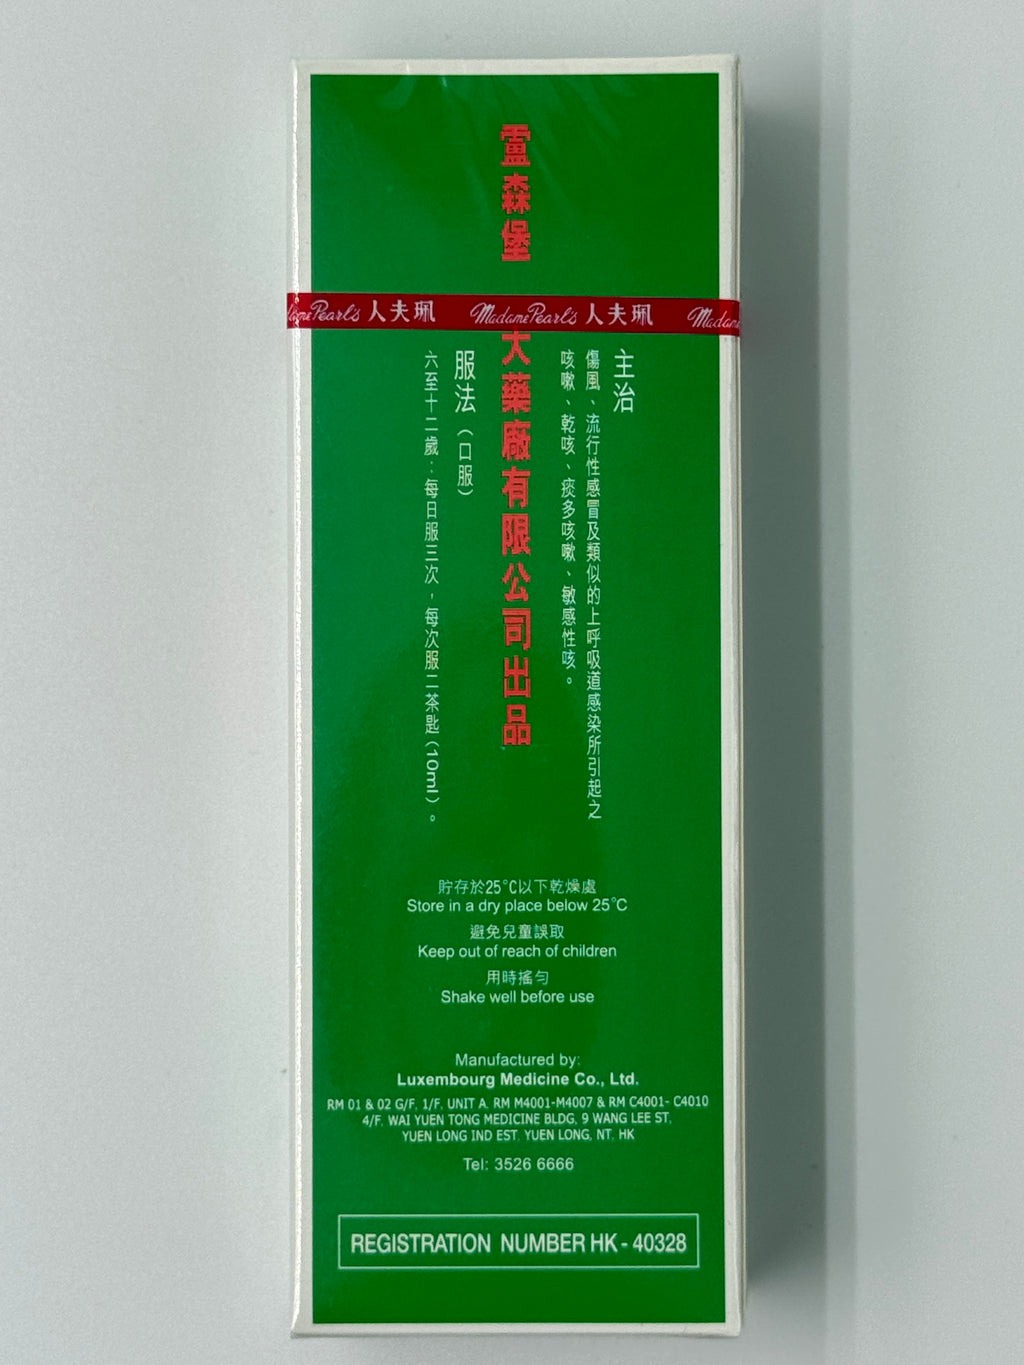 盧森堡
大藥廠有限公司出品
ame Pearl's 人夫珮 Madame Pearl's 人夫珮 Madam
主治
傷風、流行性感冒及類似的上呼吸道感染所引起之
咳嗽、乾咳、痰多咳嗽、敏感性咳。
服法（口服）
六至十二歲：每日服三次，每次服二茶匙（10ml）。
貯存於25°C以下乾燥處
Store in a dry place below 25°C
避免兒童誤取
Keep out of reach of children
用時搖勻
Shake well before use
Manufactured by:
Luxembourg Medicine Co., Ltd.
RM 01 & 02 G/F, 1/F, UNIT A, RM M4001-M4007 & RM C4001- C4010
4/F, WAI YUEN TONG MEDICINE BLDG, 9 WANG LEE ST,
YUEN LONG IND EST, YUEN LONG, NT, HK
Tel: 3526 6666
REGISTRATION NUMBER HK - 40328